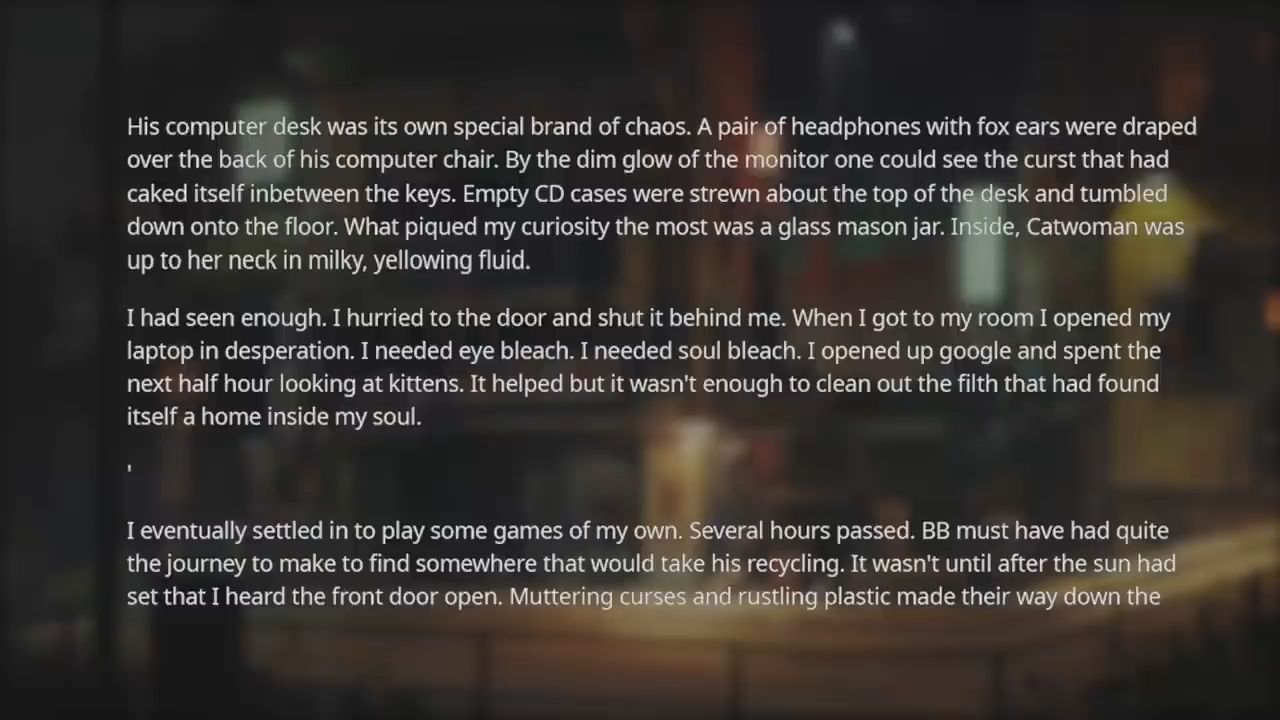 His computer desk was its own special brand of chaos. A pair of headphones with fox ears were draped
over the back of his computer chair. By the dim glow of the monitor one could see the curst that had
caked itself inbetween the keys. Empty CD cases were strewn about the top of the desk and tumbled
down onto the floor. What piqued my curiosity the most was a glass mason jar. Inside, Catwoman was
up to her neck in milky, yellowing fluid.
I had seen enough. I hurried to the door and shut it behind me. When I got to my room I opened my
laptop in desperation. I needed eye bleach. I needed soul bleach. I opened up google and spent the
next half hour looking at kittens. It helped but it wasn't enough to clean out the filth that had found
itself a home inside my soul.
'
I eventually settled in to play some games of my own. Several hours passed. BB must have had quite
the journey to make to find somewhere that would take his recycling. It wasn't until after the sun had
set that I heard the front door open. Muttering curses and rustling plastic made their way down the